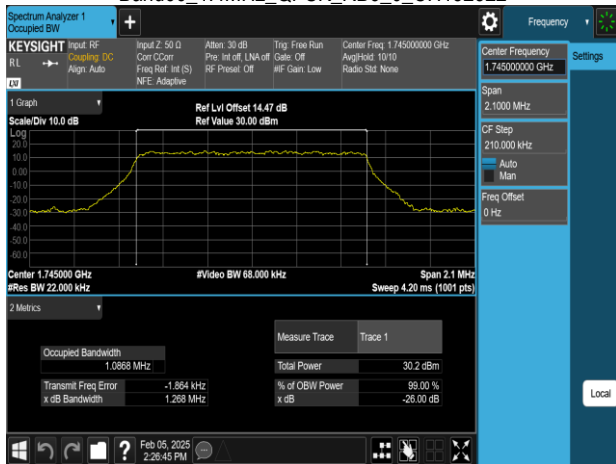 Spectrum Analyzer 1
Occupied BW
Frequency
KEYSIGHT
RL
LXI
Input: RF
Coupling: DC
Align: Auto
Input Z: 50 Ω
Corr CCorr
Freq Ref: Int (S)
NFE: Adaptive
Atten: 30 dB
Pre: Int off, LNA off
RF Preset: Off
Trig: Free Run
Gate: Off
#IF Gain: Low
Center Freq: 1.745000000 GHz
Avg|Hold: 10/10
Radio Std: None
Center Frequency
1.745000000 GHz
Settings
Span
2.1000 MHz
CF Step
210.000 kHz
Auto
Man
Freq Offset
0 Hz
Local
1 Graph
Scale/Div 10.0 dB
Ref Lvl Offset 14.47 dB
Ref Value 30.00 dBm
Log
20.0
10.0
0.00
-10.0
-20.0
-30.0
-40.0
-50.0
-60.0
Center 1.745000 GHz
#Res BW 22.000 kHz
#Video BW 68.000 kHz
Span 2.1 MHz
Sweep 4.20 ms (1001 pts)
2 Metrics
Measure Trace
Trace 1
Occupied Bandwidth
1.0868 MHz
Total Power
30.2 dBm
Transmit Freq Error
-1.864 kHz
% of OBW Power
99.00 %
x dB Bandwidth
1.268 MHz
x dB
-26.00 dB
?
Feb 05, 2025
2:26:45 PM